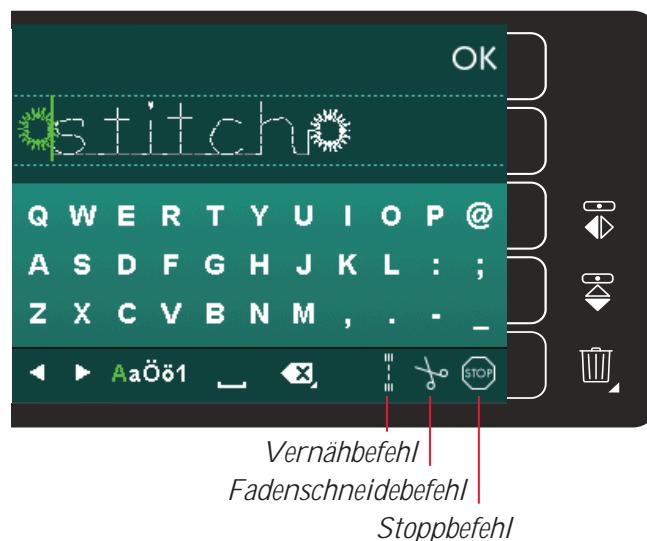 OK
stitch
Q W E R T Y U I O P @
A S D F G H J K L : ;
Z X C V B N M , . - _
AaÖö1 STOP
Vernähbefehl
Fadenschneidebefehl
Stoppbefehl